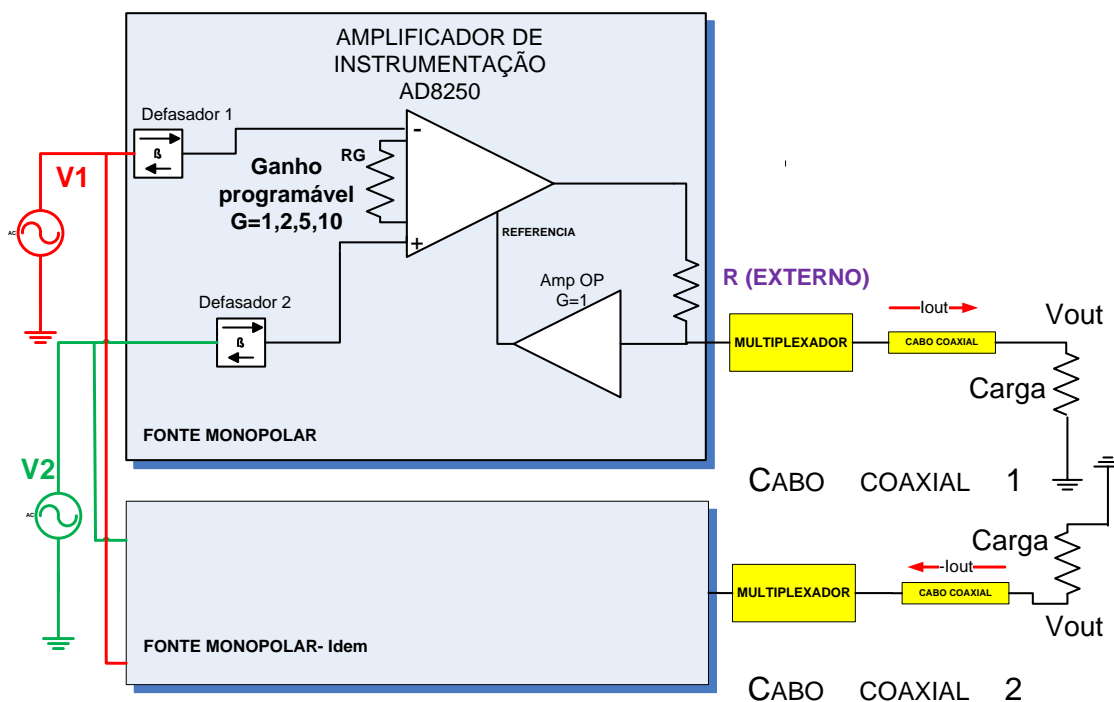 AMPLIFICADOR DE
INSTRUMENTAÇÃO
AD8250
Defasador 1
ß
-
RG
Ganho
programável
G=1,2,5,10
V1
AC
+
REFERENCIA
Amp OP
G=1
R (EXTERNO)
Defasador 2
ß
MULTIPLEXADOR
Iout
CABO COAXIAL
Vout
Carga
FONTE MONOPOLAR
V2
AC
CABO COAXIAL 1
Carga
MULTIPLEXADOR
-Iout
CABO COAXIAL
Vout
FONTE MONOPOLAR- Idem
CABO COAXIAL 2